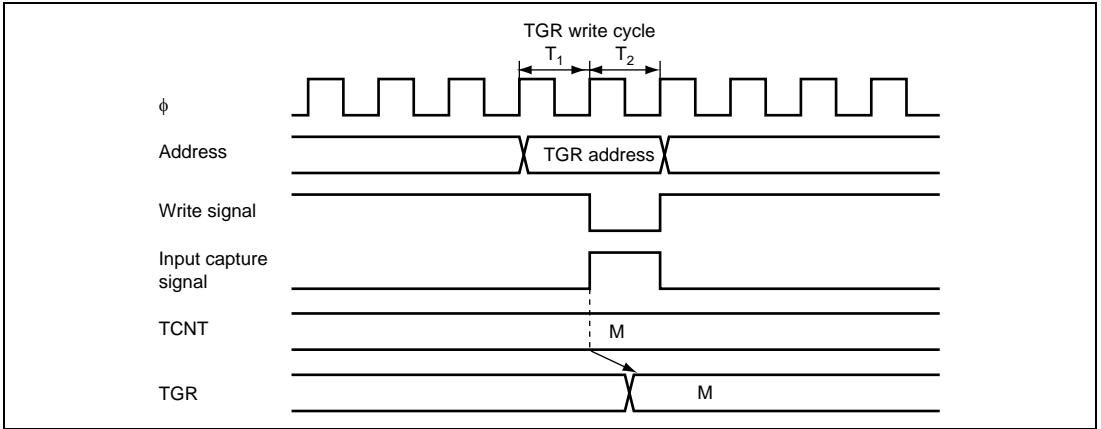 TGR write cycle
T1 T2
ϕ
Address
TGR address
Write signal
Input capture
signal
TCNT
M
TGR
M